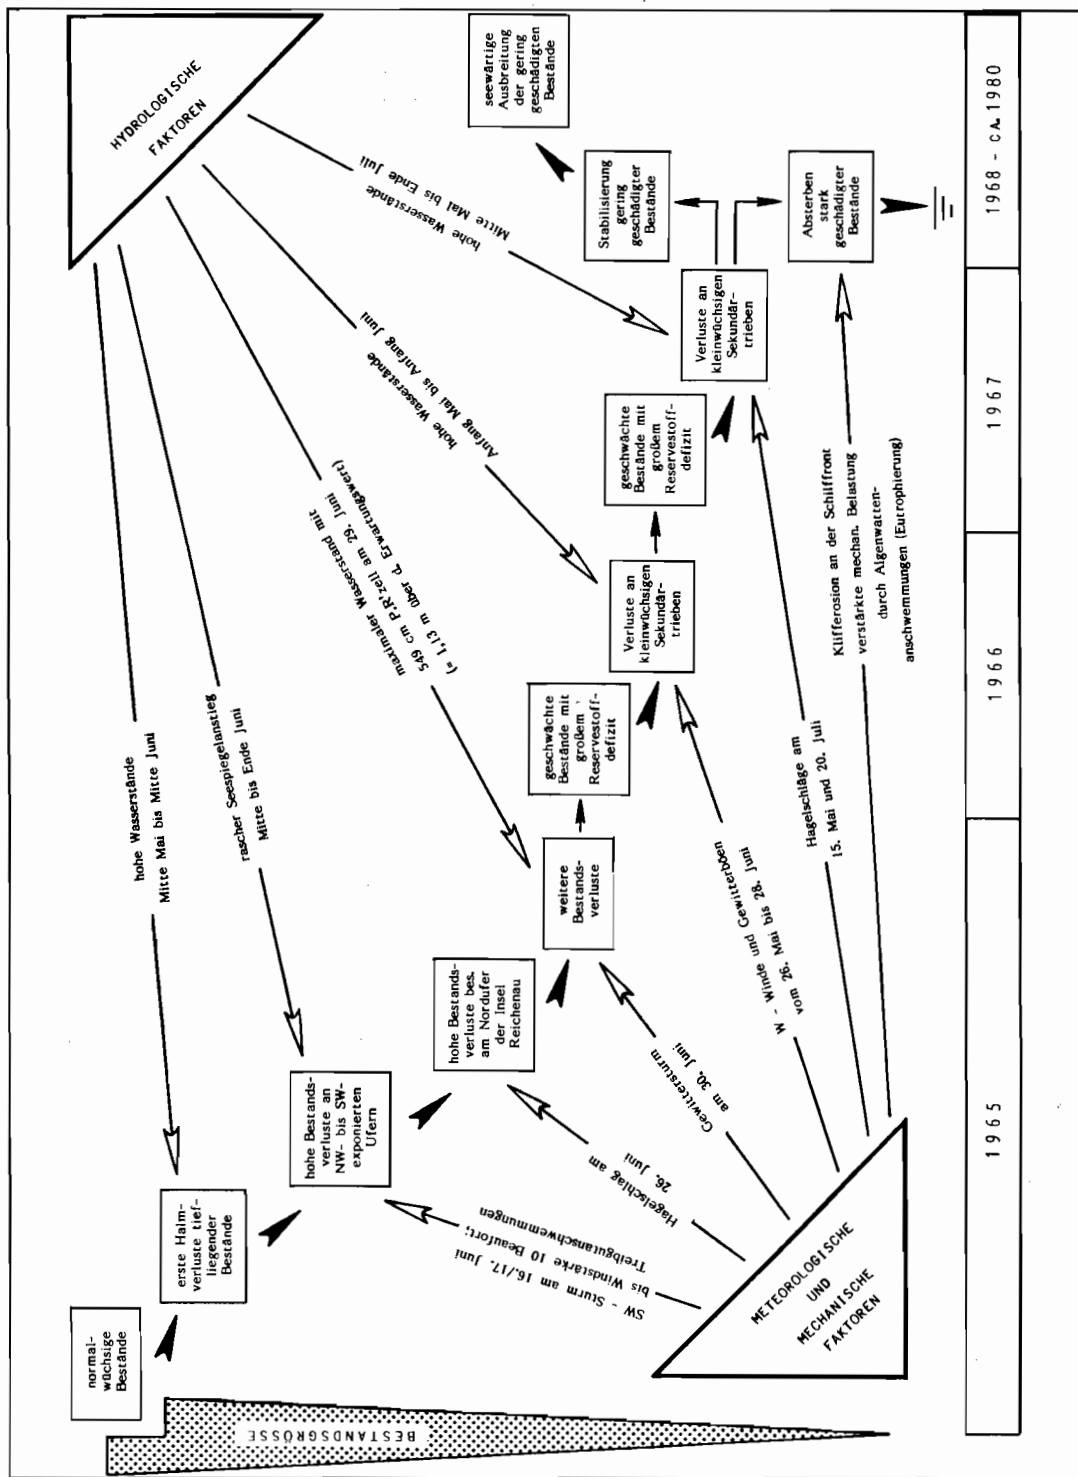 BESTANDSGRÖSSE
HYDROLOGISCHE
FAKTOREN
METEOROLOGISCHE
UND
MECHANISCHE
FAKTOREN
normal-
wüchsige
Bestände
erste Halm-
verluste tief-
liegender
Bestände
hohe Bestands-
verluste an
NW- bis SW-
exponierten
Ufern
hohe Bestands-
verluste bes.
am Nordufer
der Insel
Reichenau
weitere
Bestands-
verluste
geschwächte
Bestände mit
großem
Reservestoff-
defizit
Verluste an
kleinwüchsigen
Sekundär-
trieben
geschwächte
Bestände mit
großem
Reservestoff-
defizit
Verluste an
kleinwüchsigen
Sekundär-
trieben
Stabilisierung
gering
geschädigter
Bestände
seewärtige
Ausbreitung
der gering
geschädigten
Bestände
Absterben
stark
geschädigter
Bestände
hohe Wasserstände
Mitte Mai bis Mitte Juni
rascher Seespiegelanstieg
Mitte bis Ende Juni
maximaler Wasserstand mit
549 cm P.R'zell am 29. Juni
(= 1,13 m über d. Erwartungswert)
hohe Wasserstände
Anfang Mai bis Anfang Juni
hohe Wasserstände
Mitte Mai bis Ende Juli
SW - Sturm am 16./17. Juni
bis Windstärke 10 Beaufort;
Treibgutanschwemmungen
Hagelschlag am
26. Juni
Gewittersturm
am 30. Juni
W - Winde und Gewitterböen
vom 26. Mai bis 28. Juni
Hagelschläge am
15. Mai und 20. Juli
Klifferosion an der Schilffront
verstärkte mechan. Belastung
durch Algenwatten-
anschwemmungen (Eutrophierung)
1965
1966
1967
1968 - CA. 1980